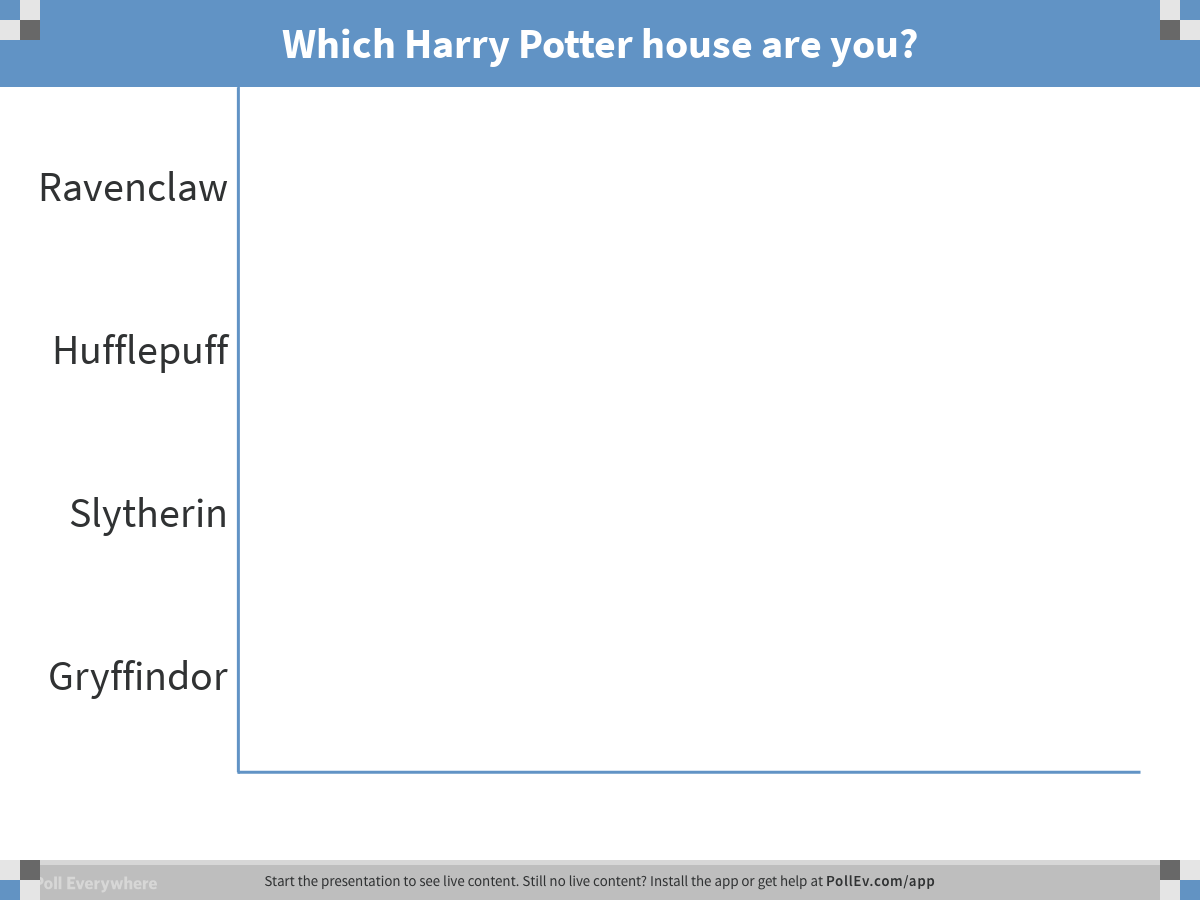 Which Harry Potter house are you?
Ravenclaw
Hufflepuff
Slytherin
Gryffindor
Poll Everywhere
Start the presentation to see live content. Still no live content? Install the app or get help at PollEv.com/app